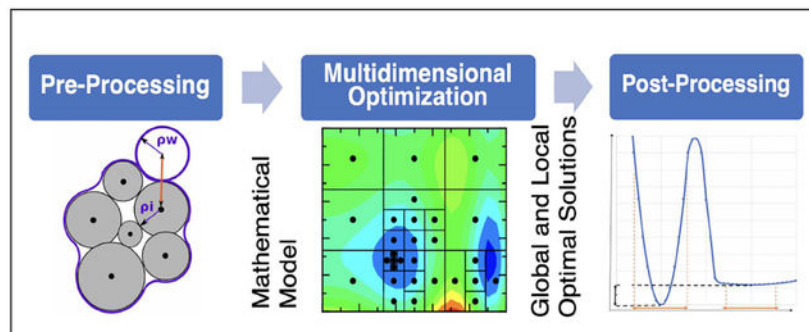 Pre-Processing
Multidimensional
Optimization
Post-Processing
ρw
ρi
Mathematical
Model
Global and Local
Optimal Solutions